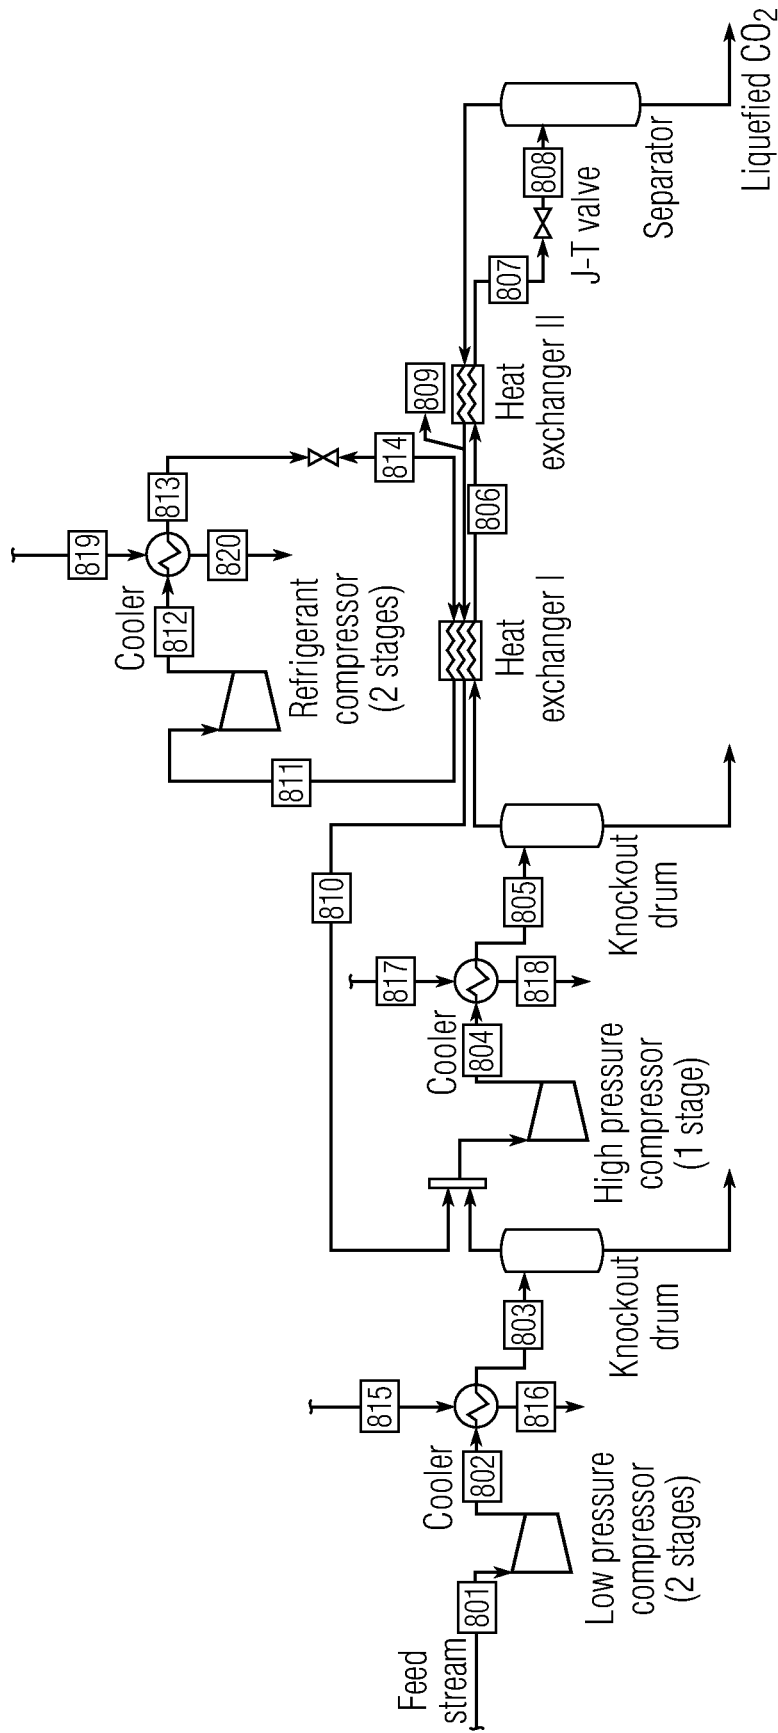 Feed
stream
801
Low pressure
compressor
(2 stages)
802
Cooler
815
816
803
Knockout
drum
High pressure
compressor
(1 stage)
804
Cooler
817
818
805
Knockout
drum
810
811
Refrigerant
compressor
(2 stages)
812
Cooler
819
820
813
814
Heat
exchanger I
806
809
Heat
exchanger II
807
J-T valve
808
Separator
Liquefied CO2